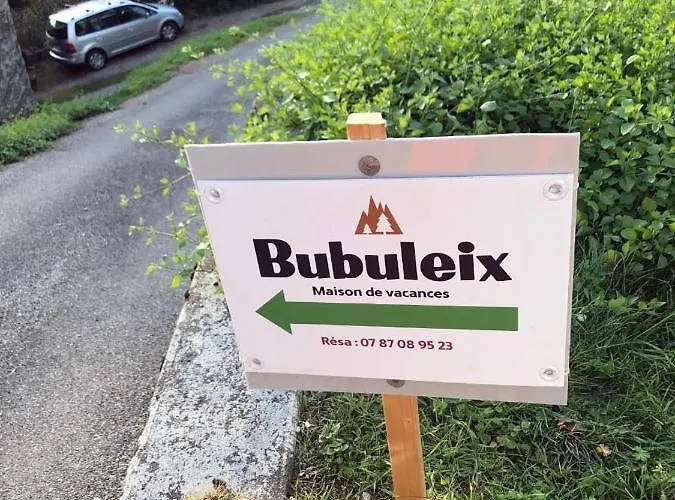 Bubuleix
Maison de vacances
Résa : 07 87 08 95 23